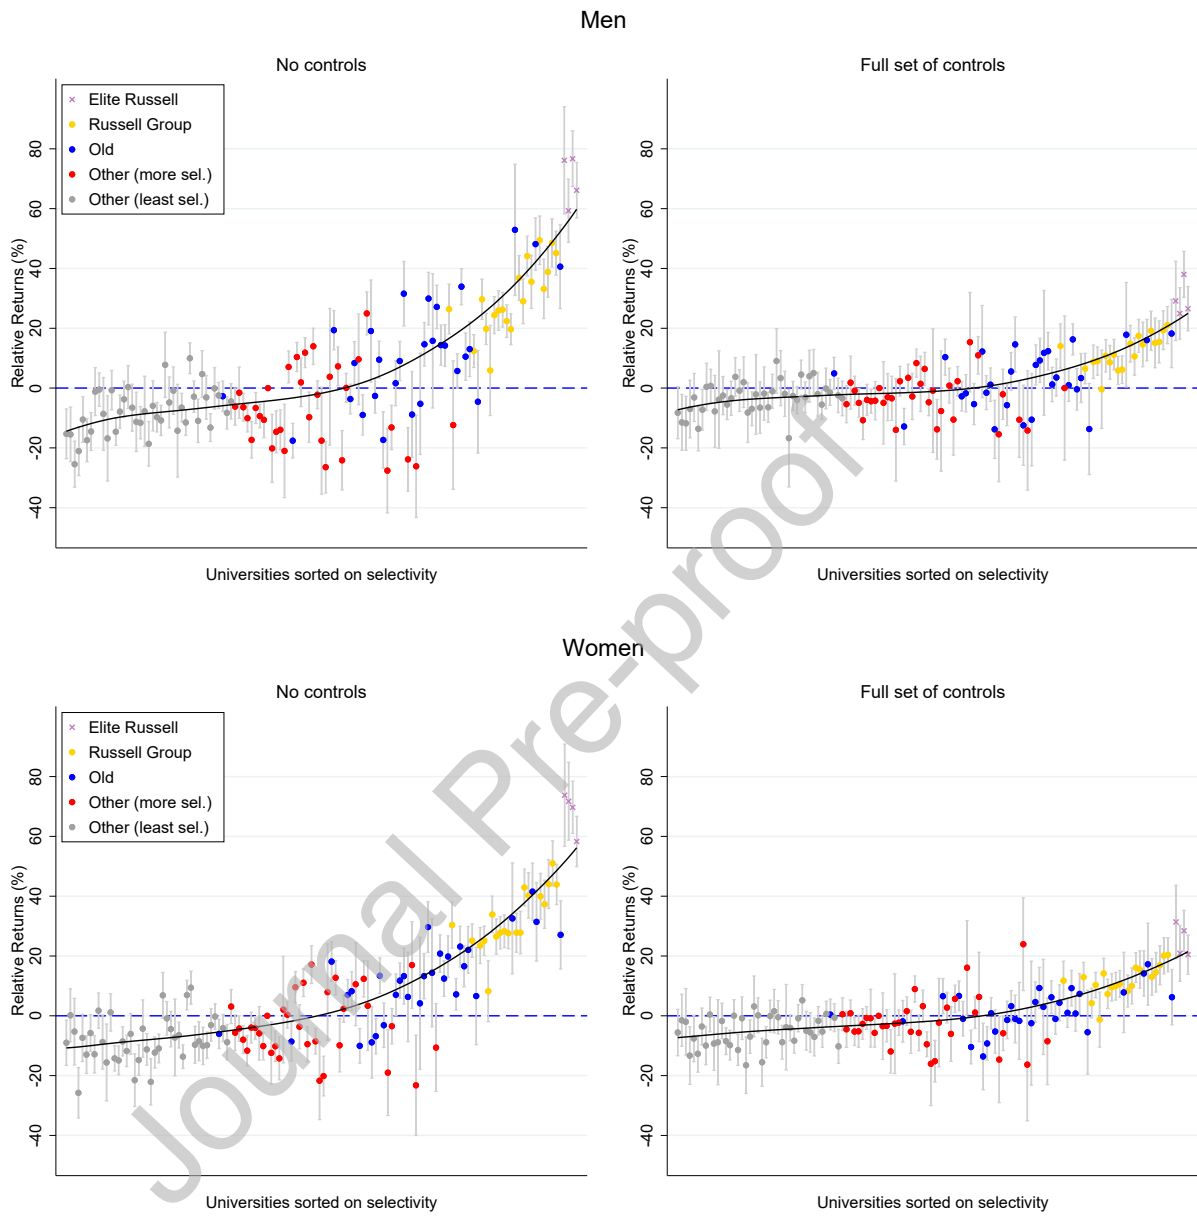 Men
No controls
Full set of controls
Elite Russell
Russell Group
Old
Other (more sel.)
Other (least sel.)
Relative Returns (%)
80
60
40
20
0
-20
-40
Universities sorted on selectivity
Relative Returns (%)
80
60
40
20
0
-20
-40
Universities sorted on selectivity
Women
No controls
Full set of controls
Elite Russell
Russell Group
Old
Other (more sel.)
Other (least sel.)
Relative Returns (%)
80
60
40
20
0
-20
-40
Universities sorted on selectivity
Relative Returns (%)
80
60
40
20
0
-20
-40
Universities sorted on selectivity
Journal Pre-proof